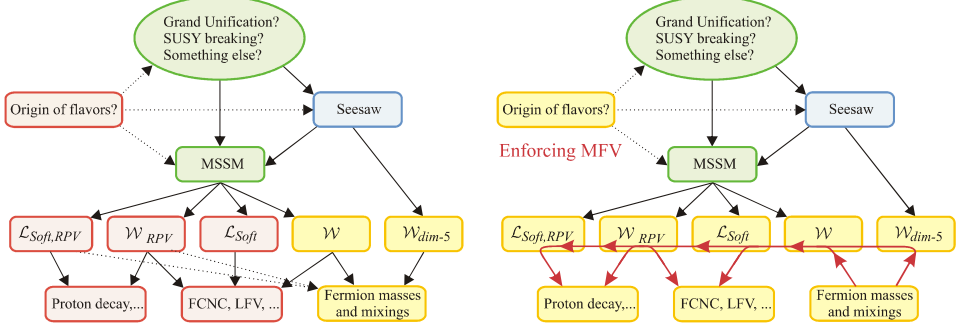 Grand Unification?
SUSY breaking?
Something else?
Origin of flavors?
Seesaw
MSSM
ℒSoft,RPV
𝒲 RPV
ℒSoft
𝒲
𝒲dim-5
Proton decay,...
FCNC, LFV, ...
Fermion masses
and mixings
Grand Unification?
SUSY breaking?
Something else?
Origin of flavors?
Seesaw
Enforcing MFV
MSSM
ℒSoft,RPV
𝒲 RPV
ℒSoft
𝒲
𝒲dim-5
Proton decay,...
FCNC, LFV, ...
Fermion masses
and mixings